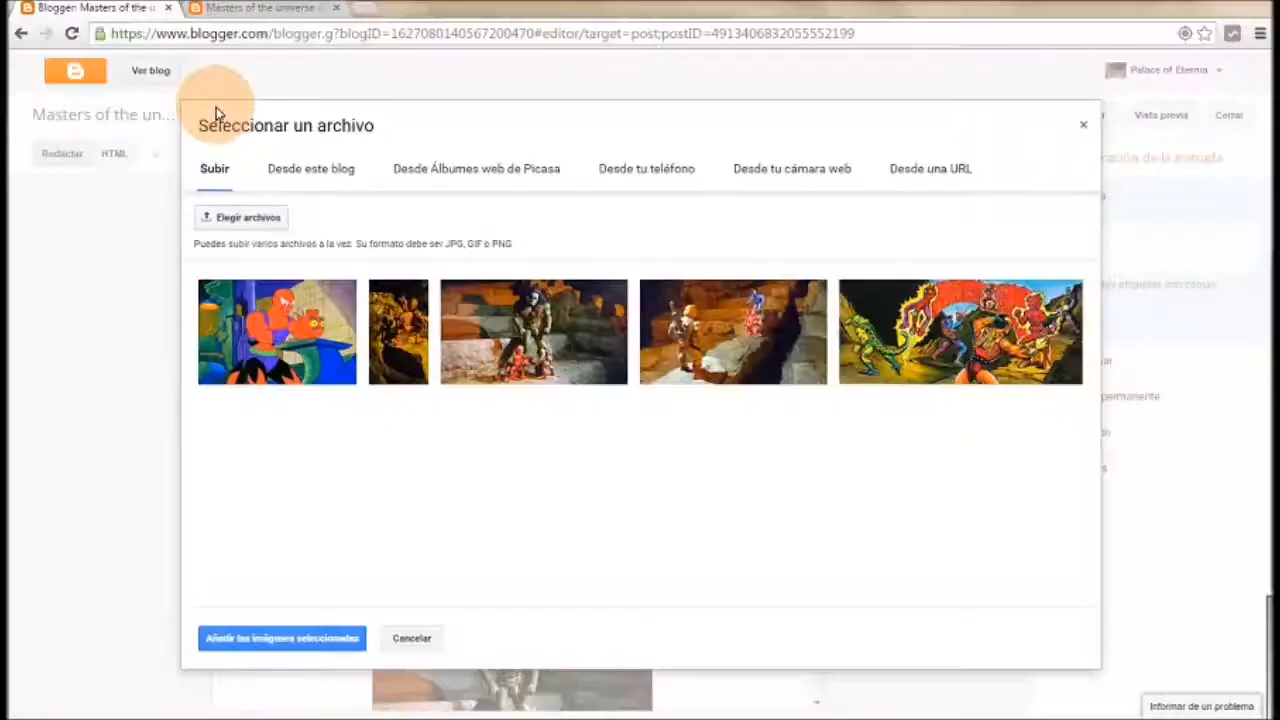 Blogger: Masters of the u
Masters of the universe
https://www.blogger.com/blogger.g?blogID=1627080140567200470#editor/target=post;postID=4913406832055552199
Ver blog
Palace of Eternia
Masters of the un...
Seleccionar un archivo
Vista previa
Cerrar
Redactar HTML
Subir
Desde este blog
Desde Álbumes web de Picasa
Desde tu teléfono
Desde tu cámara web
Desde una URL
Elegir archivos
Puedes subir varios archivos a la vez. Su formato debe ser JPG, GIF o PNG
permanente
Añadir las imágenes seleccionadas
Cancelar
Informar de un problema